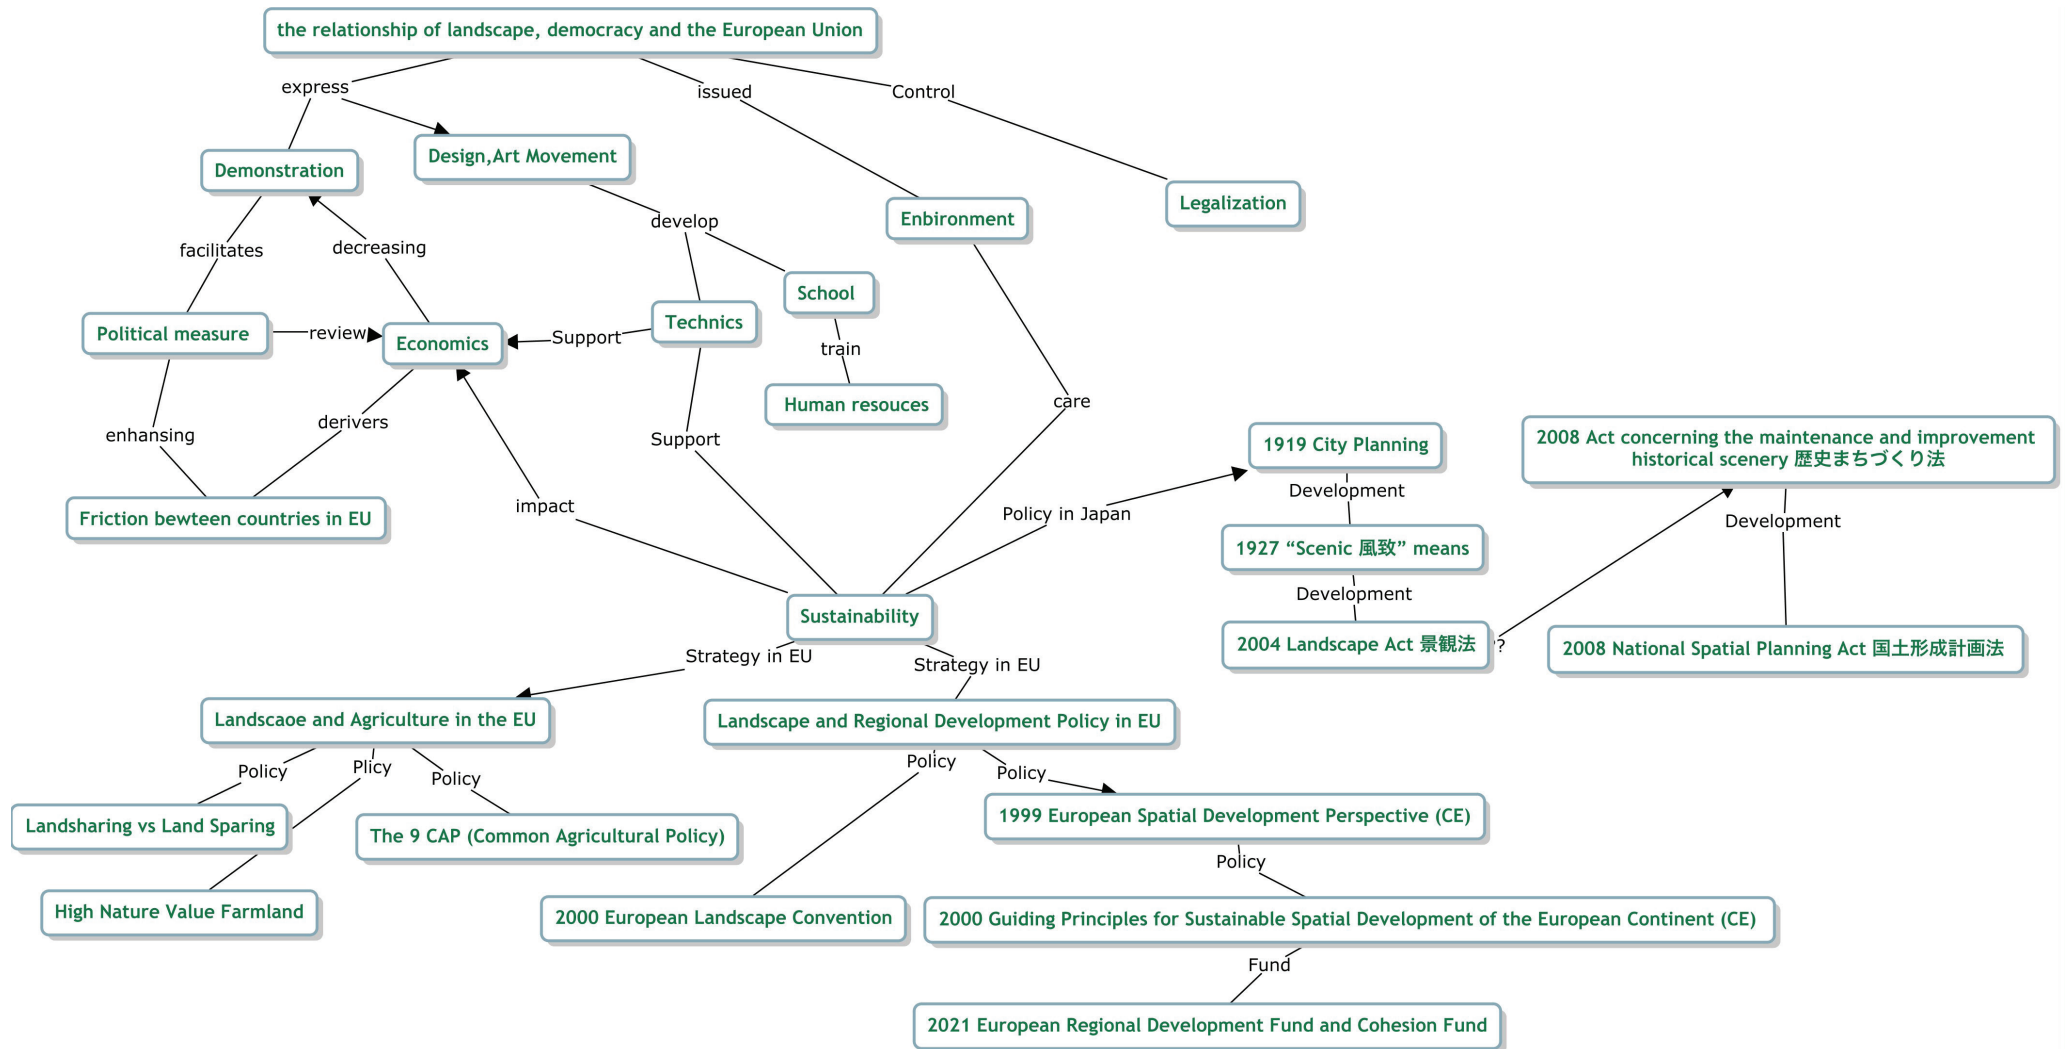 the relationship of landscape, democracy and the European Union
express
issued
Control
Design,Art Movement
Demonstration
Legalization
Enbironment
develop
facilitates
decreasing
School
Technics
Political measure
review
Economics
Support
train
Human resouces
care
derivers
enhansing
Support
1919 City Planning
2008 Act concerning the maintenance and improvement
historical scenery 歴史まちづくり法
Development
impact
Policy in Japan
Friction bewteen countries in EU
Development
1927 “Scenic 風致” means
Development
Sustainability
2004 Landscape Act 景観法
?
2008 National Spatial Planning Act 国土形成計画法
Strategy in EU
Strategy in EU
Landscaoe and Agriculture in the EU
Landscape and Regional Development Policy in EU
Policy
Plicy
Policy
Policy
Policy
Landsharing vs Land Sparing
The 9 CAP (Common Agricultural Policy)
1999 European Spatial Development Perspective (CE)
Policy
High Nature Value Farmland
2000 European Landscape Convention
2000 Guiding Principles for Sustainable Spatial Development of the European Continent (CE)
Fund
2021 European Regional Development Fund and Cohesion Fund